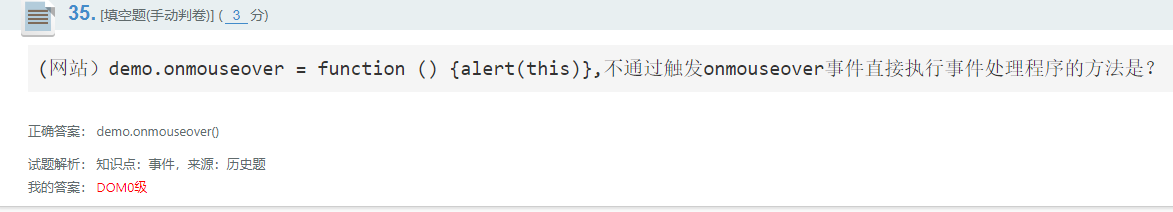 35. [填空题(手动判卷)] ( 3 分)
(网站）demo.onmouseover = function () {alert(this)},不通过触发onmouseover事件直接执行事件处理程序的方法是？
正确答案： demo.onmouseover()
试题解析： 知识点：事件，来源：历史题
我的答案： DOM0级